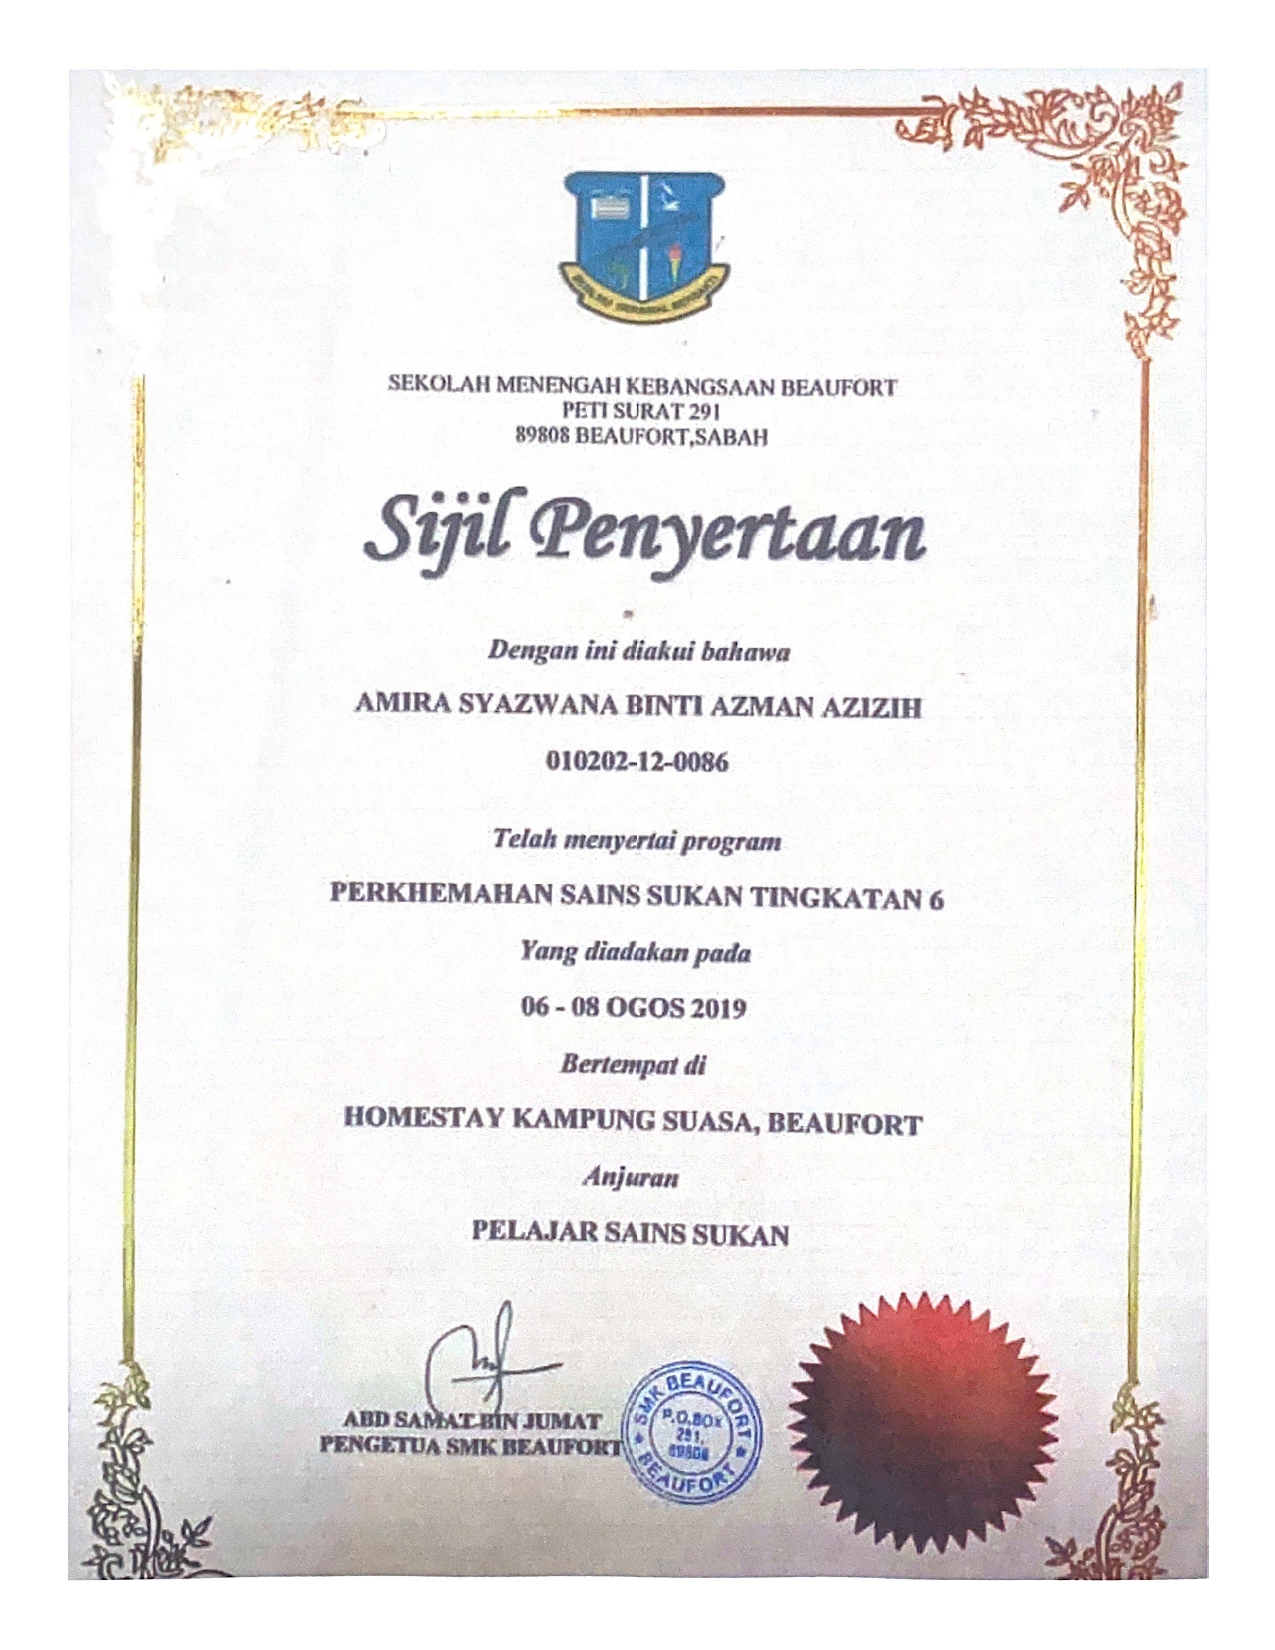 SEKOLAH MENENGAH KEBANGSAAN BEAUFORT
PETI SURAT 291
89808 BEAUFORT,SABAH
Sijil Penyertaan
Dengan ini diakui bahawa
AMIRA SYAZWANA BINTI AZMAN AZIZIH
010202-12-0086
Telah menyertai program
PERKHEMAHAN SAINS SUKAN TINGKATAN 6
Yang diadakan pada
06 - 08 OGOS 2019
Bertempat di
HOMESTAY KAMPUNG SUASA, BEAUFORT
Anjuran
PELAJAR SAINS SUKAN
ABD SAMAT BIN JUMAT
PENGETUA SMK BEAUFORT
SMK BEAUFORT
P.O.BOX
291,
89808
BEAUFORT